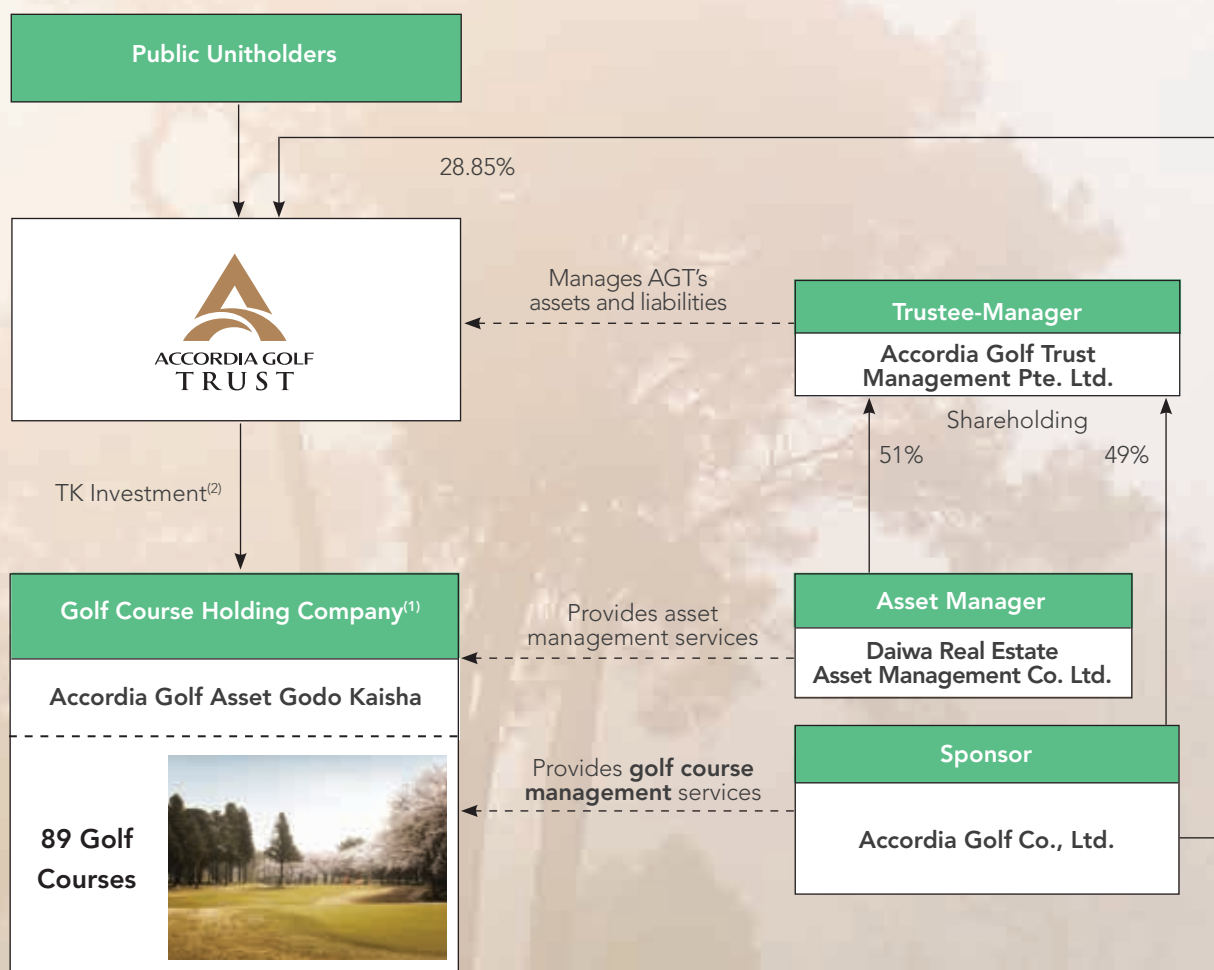 Public Unitholders
28.85%
ACCORDIA GOLF
TRUST
Manages AGT's
assets and liabilities
Trustee-Manager
Accordia Golf Trust
Management Pte. Ltd.
Shareholding
51%
49%
TK Investment(2)
Golf Course Holding Company(1)
Accordia Golf Asset Godo Kaisha
89 Golf
Courses
Provides asset
management services
Asset Manager
Daiwa Real Estate
Asset Management Co. Ltd.
Provides golf course
management services
Sponsor
Accordia Golf Co., Ltd.